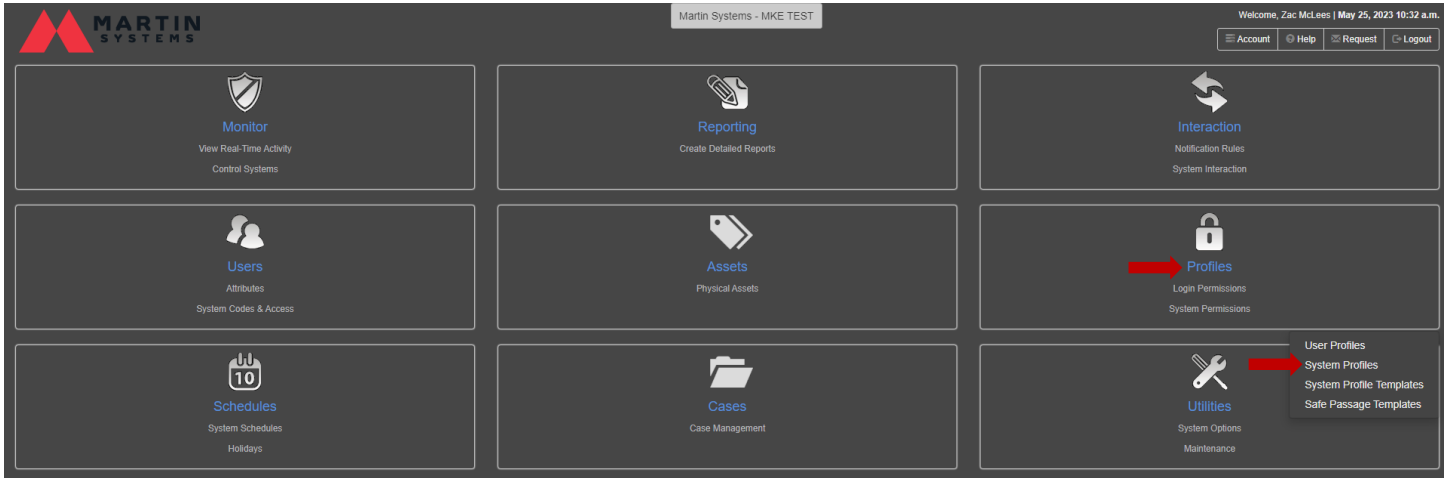 MARTIN
SYSTEMS
Martin Systems - MKE TEST
Welcome, Zac McLees | May 25, 2023 10:32 a.m.
Account Help Request Logout
Monitor
View Real-Time Activity
Control Systems
Reporting
Create Detailed Reports
Interaction
Notification Rules
System Interaction
Users
Attributes
System Codes & Access
Assets
Physical Assets
Profiles
Login Permissions
System Permissions
User Profiles
System Profiles
System Profile Templates
Safe Passage Templates
10
Schedules
System Schedules
Holidays
Cases
Case Management
Utilities
System Options
Maintenance